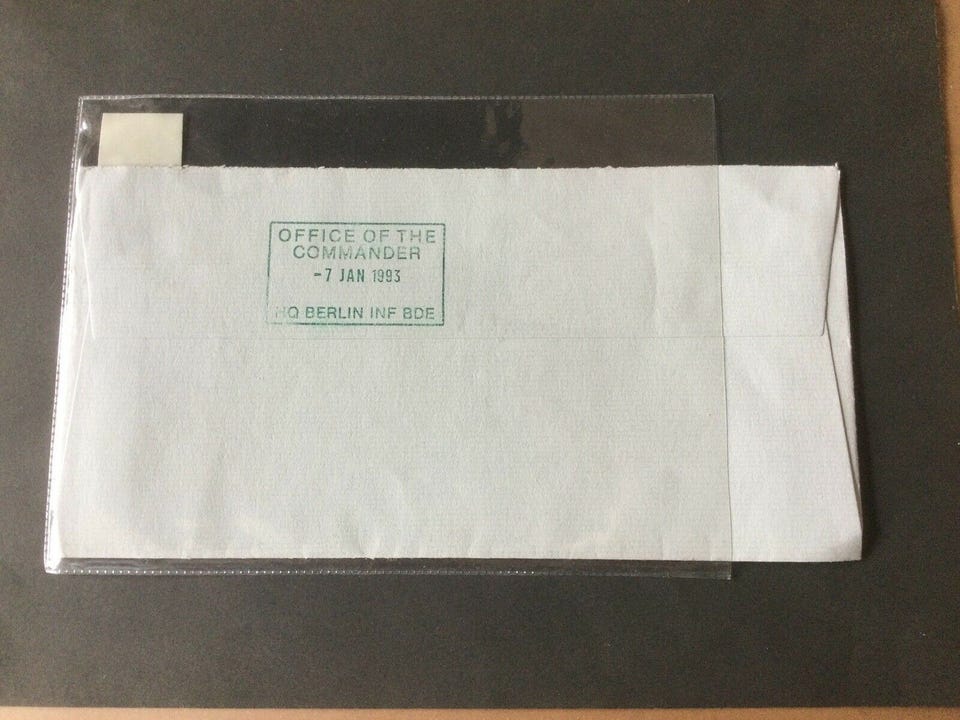 OFFICE OF THE
COMMANDER
-7 JAN 1993
HQ BERLIN INF BDE